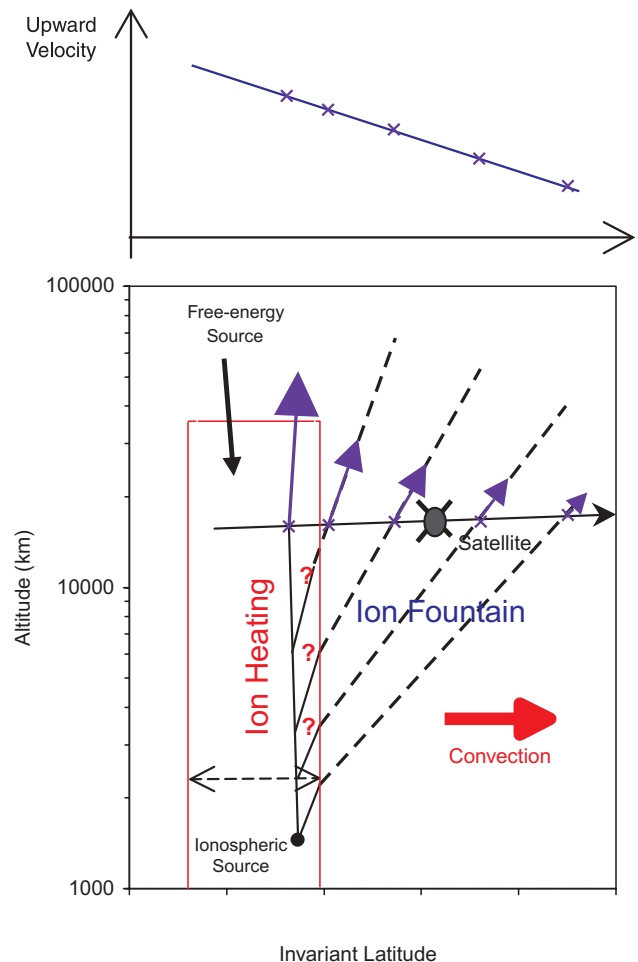 Upward
Velocity
100000
Free-energy
Source
Satellite
10000
?
Ion Fountain
?
?
Ion Heating
Altitude (km)
Convection
Ionospheric
Source
1000
Invariant Latitude